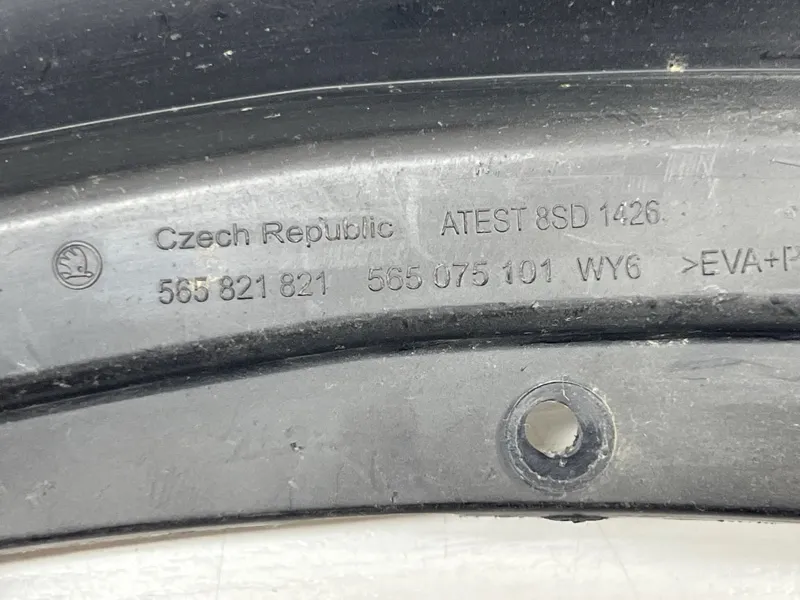 Czech Republic ATEST 8SD 1426
565 821 821 565 075 101 WY6 >EVA+P